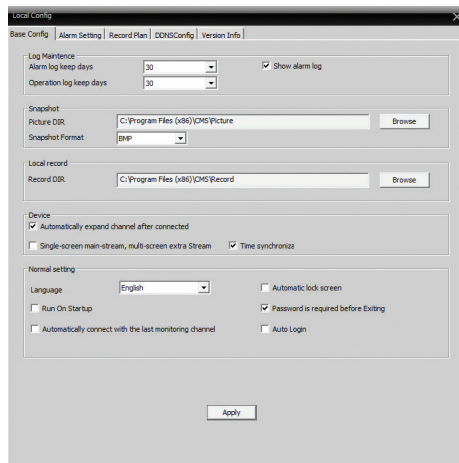 Local Config
Base Config Alarm Setting Record Plan DDNSConfig Version Info
Log Maintence
Alarm log keep days 30 Show alarm log
Operation log keep days 30
Snapshot
Picture DIR C:\Program Files (x86)\CMS\Picture Browse
Snapshot Format BMP
Local record
Record DIR C:\Program Files (x86)\CMS\Record Browse
Device
Automatically expand channel after connected
Single-screen main-stream, multi-screen extra Stream Time synchronize
Normal setting
Language English Automatic lock screen
Run On Startup Password is required before Exiting
Automatically connect with the last monitoring channel Auto Login
Apply